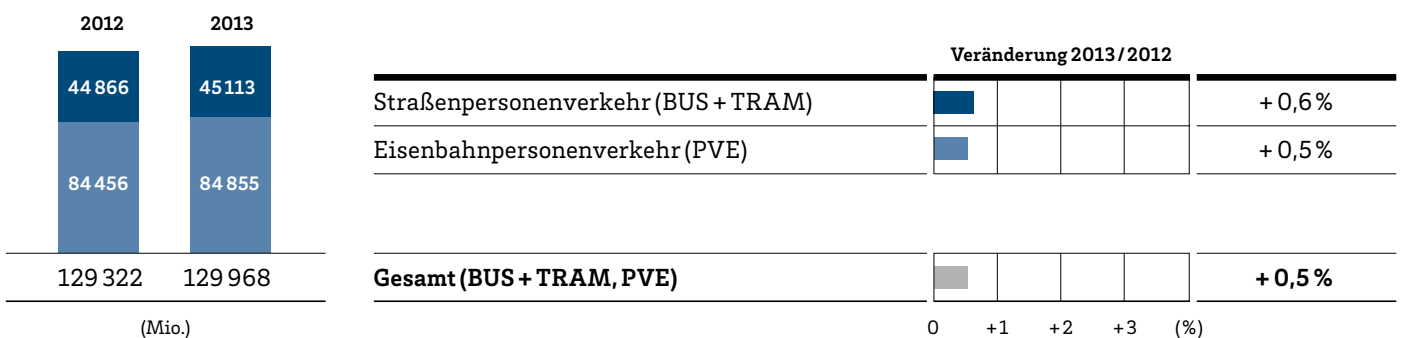 2012 2013
44 866 45 113
84 456 84 855
129 322 129 968
(Mio.)
Veränderung 2013/2012
Straßenpersonenverkehr (BUS + TRAM) + 0,6 %
Eisenbahnpersonenverkehr (PVE) + 0,5 %
Gesamt (BUS + TRAM, PVE) + 0,5 %
0 +1 +2 +3 (%)